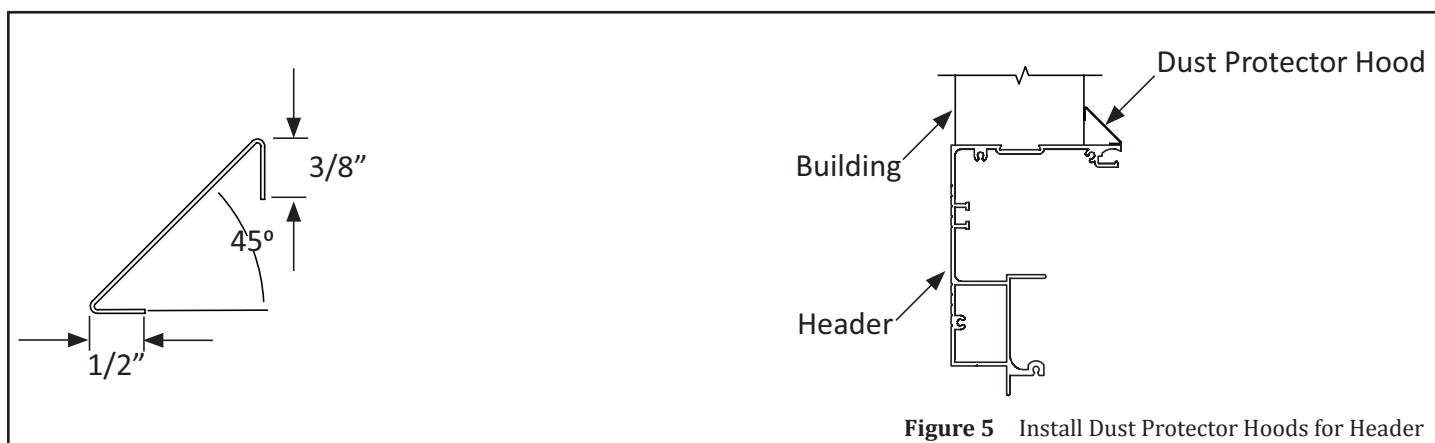 3/8”
45º
1/2”
Dust Protector Hood
Building
Header
Figure 5 Install Dust Protector Hoods for Header